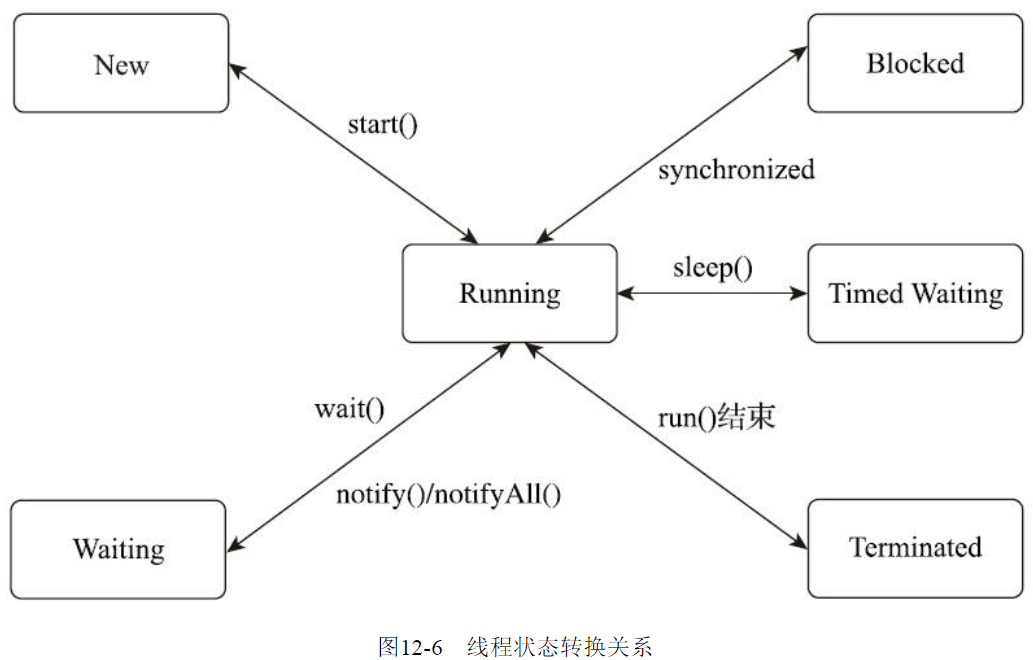 New
Blocked
start()
synchronized
sleep()
Running
Timed Waiting
wait()
run()结束
notify()/notifyAll()
Waiting
Terminated
图12-6 线程状态转换关系